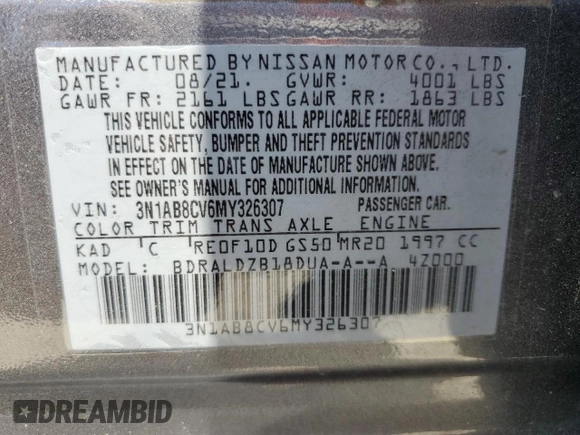 MANUFACTURED BY NISSAN MOTOR CO., LTD.
DATE: 08/21. GVWR: 4001 LBS
GAWR FR: 2161 LBS GAWR RR: 1863 LBS
THIS VEHICLE CONFORMS TO ALL APPLICABLE FEDERAL MOTOR
VEHICLE SAFETY, BUMPER AND THEFT PREVENTION STANDARDS
IN EFFECT ON THE DATE OF MANUFACTURE SHOWN ABOVE.
SEE OWNER'S MANUAL FOR ADDITIONAL INFORMATION.
VIN: 3N1AB8CV6MY326307 PASSENGER CAR.
COLOR TRIM TRANS AXLE ENGINE
KAD C RE0F10D GS50 MR20 1997 CC
MODEL: BDRALDZB18DUA-A--A 4Z000
3N1AB8CV6MY326307
DREAMBID